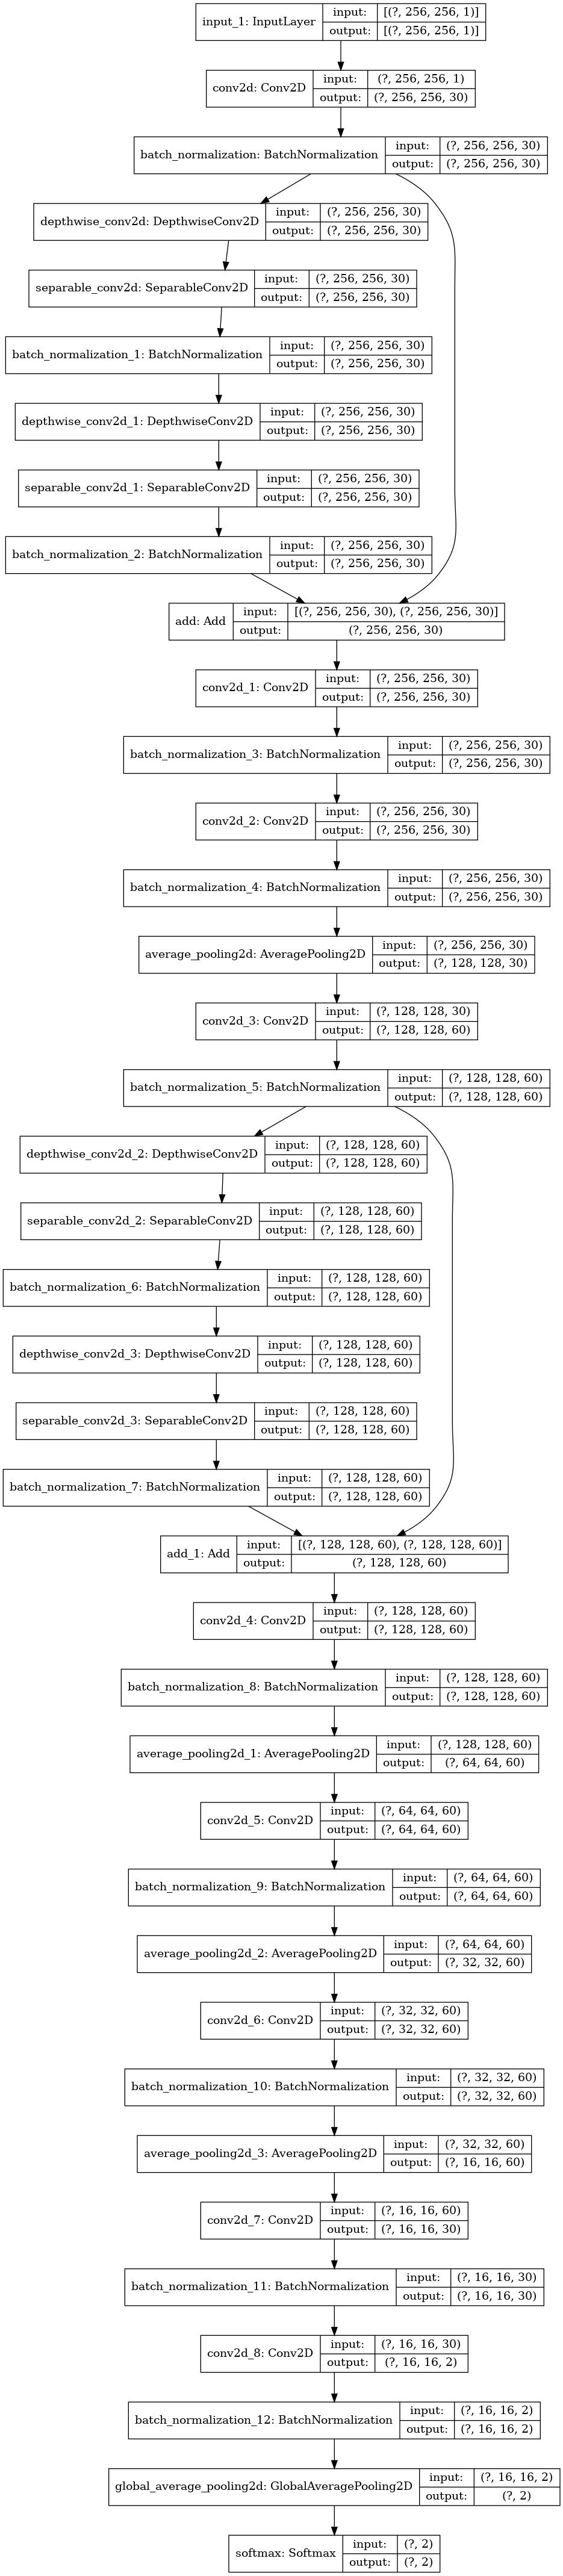 input_1: InputLayer
input: [(?, 256, 256, 1)]
output: [(?, 256, 256, 1)]
conv2d: Conv2D
input: (?, 256, 256, 1)
output: (?, 256, 256, 30)
batch_normalization: BatchNormalization
input: (?, 256, 256, 30)
output: (?, 256, 256, 30)
depthwise_conv2d: DepthwiseConv2D
input: (?, 256, 256, 30)
output: (?, 256, 256, 30)
separable_conv2d: SeparableConv2D
input: (?, 256, 256, 30)
output: (?, 256, 256, 30)
batch_normalization_1: BatchNormalization
input: (?, 256, 256, 30)
output: (?, 256, 256, 30)
depthwise_conv2d_1: DepthwiseConv2D
input: (?, 256, 256, 30)
output: (?, 256, 256, 30)
separable_conv2d_1: SeparableConv2D
input: (?, 256, 256, 30)
output: (?, 256, 256, 30)
batch_normalization_2: BatchNormalization
input: (?, 256, 256, 30)
output: (?, 256, 256, 30)
add: Add
input: [(?, 256, 256, 30), (?, 256, 256, 30)]
output: (?, 256, 256, 30)
conv2d_1: Conv2D
input: (?, 256, 256, 30)
output: (?, 256, 256, 30)
batch_normalization_3: BatchNormalization
input: (?, 256, 256, 30)
output: (?, 256, 256, 30)
conv2d_2: Conv2D
input: (?, 256, 256, 30)
output: (?, 256, 256, 30)
batch_normalization_4: BatchNormalization
input: (?, 256, 256, 30)
output: (?, 256, 256, 30)
average_pooling2d: AveragePooling2D
input: (?, 256, 256, 30)
output: (?, 128, 128, 30)
conv2d_3: Conv2D
input: (?, 128, 128, 30)
output: (?, 128, 128, 60)
batch_normalization_5: BatchNormalization
input: (?, 128, 128, 60)
output: (?, 128, 128, 60)
depthwise_conv2d_2: DepthwiseConv2D
input: (?, 128, 128, 60)
output: (?, 128, 128, 60)
separable_conv2d_2: SeparableConv2D
input: (?, 128, 128, 60)
output: (?, 128, 128, 60)
batch_normalization_6: BatchNormalization
input: (?, 128, 128, 60)
output: (?, 128, 128, 60)
depthwise_conv2d_3: DepthwiseConv2D
input: (?, 128, 128, 60)
output: (?, 128, 128, 60)
separable_conv2d_3: SeparableConv2D
input: (?, 128, 128, 60)
output: (?, 128, 128, 60)
batch_normalization_7: BatchNormalization
input: (?, 128, 128, 60)
output: (?, 128, 128, 60)
add_1: Add
input: [(?, 128, 128, 60), (?, 128, 128, 60)]
output: (?, 128, 128, 60)
conv2d_4: Conv2D
input: (?, 128, 128, 60)
output: (?, 128, 128, 60)
batch_normalization_8: BatchNormalization
input: (?, 128, 128, 60)
output: (?, 128, 128, 60)
average_pooling2d_1: AveragePooling2D
input: (?, 128, 128, 60)
output: (?, 64, 64, 60)
conv2d_5: Conv2D
input: (?, 64, 64, 60)
output: (?, 64, 64, 60)
batch_normalization_9: BatchNormalization
input: (?, 64, 64, 60)
output: (?, 64, 64, 60)
average_pooling2d_2: AveragePooling2D
input: (?, 64, 64, 60)
output: (?, 32, 32, 60)
conv2d_6: Conv2D
input: (?, 32, 32, 60)
output: (?, 32, 32, 60)
batch_normalization_10: BatchNormalization
input: (?, 32, 32, 60)
output: (?, 32, 32, 60)
average_pooling2d_3: AveragePooling2D
input: (?, 32, 32, 60)
output: (?, 16, 16, 60)
conv2d_7: Conv2D
input: (?, 16, 16, 60)
output: (?, 16, 16, 30)
batch_normalization_11: BatchNormalization
input: (?, 16, 16, 30)
output: (?, 16, 16, 30)
conv2d_8: Conv2D
input: (?, 16, 16, 30)
output: (?, 16, 16, 2)
batch_normalization_12: BatchNormalization
input: (?, 16, 16, 2)
output: (?, 16, 16, 2)
global_average_pooling2d: GlobalAveragePooling2D
input: (?, 16, 16, 2)
output: (?, 2)
softmax: Softmax
input: (?, 2)
output: (?, 2)